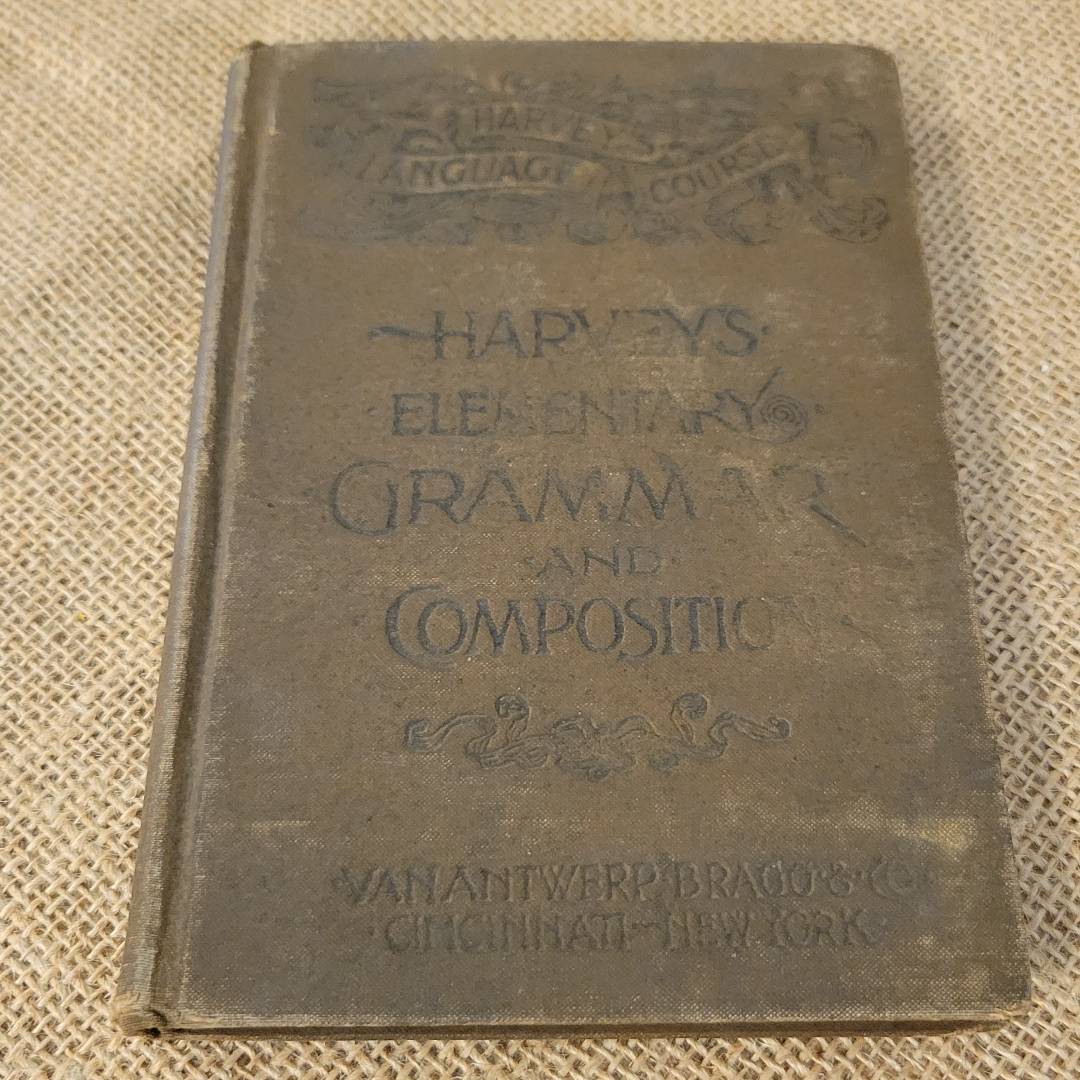 HARVEY'S
LANGUAGE COURSE
HARVEY'S
ELEMENTARY
GRAMMAR
AND
COMPOSITION
VAN ANTWERP·BRAGG·&·CO·
CINCINNATI—NEW YORK